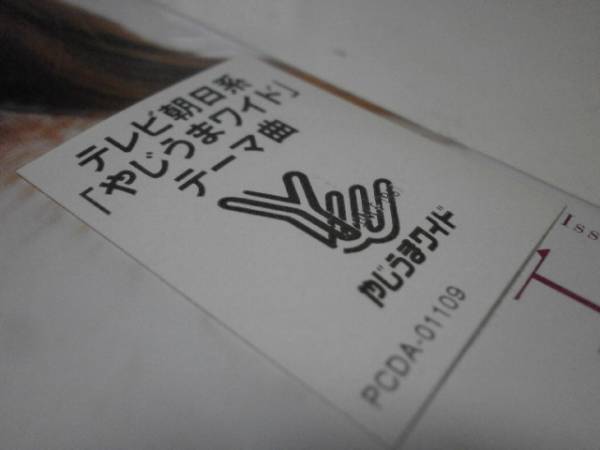 テレビ朝日系
「やじうまワイド」
テーマ曲
やじうまワイド
PCDA-01109
Iss